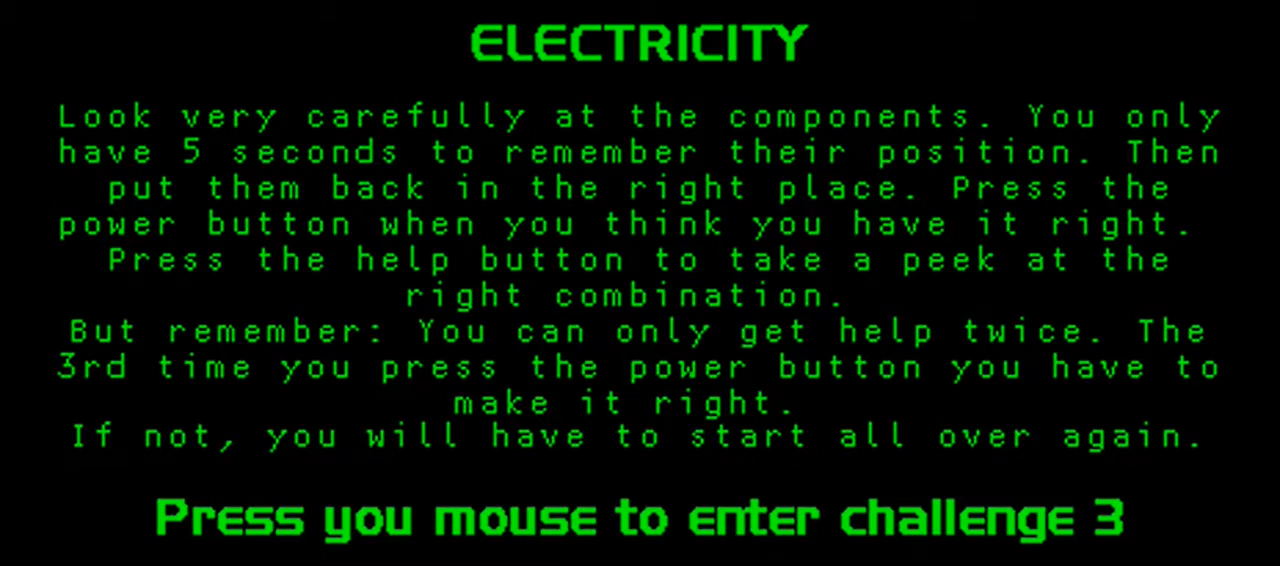 ELECTRICITY
Look very carefully at the components. You only
have 5 seconds to remember their position. Then
put them back in the right place. Press the
power button when you think you have it right.
Press the help button to take a peek at the
right combination.
But remember: You can only get help twice. The
3rd time you press the power button you have to
make it right.
If not, you will have to start all over again.
Press you mouse to enter challenge 3